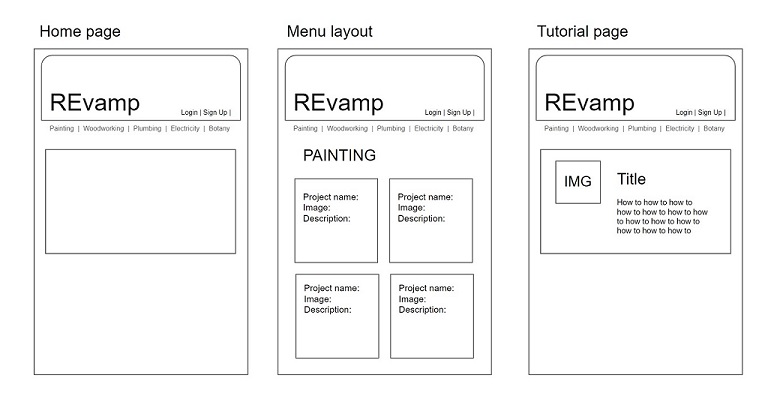 Home page
REvamp
Login | Sign Up |
Painting | Woodworking | Plumbing | Electricity | Botany
Menu layout
REvamp
Login | Sign Up |
Painting | Woodworking | Plumbing | Electricity | Botany
PAINTING
Project name:
Image:
Description:
Project name:
Image:
Description:
Project name:
Image:
Description:
Project name:
Image:
Description:
Tutorial page
REvamp
Login | Sign Up |
Painting | Woodworking | Plumbing | Electricity | Botany
IMG
Title
How to how to how to
how to how to how to how
to how to how to how to
how to how to how to